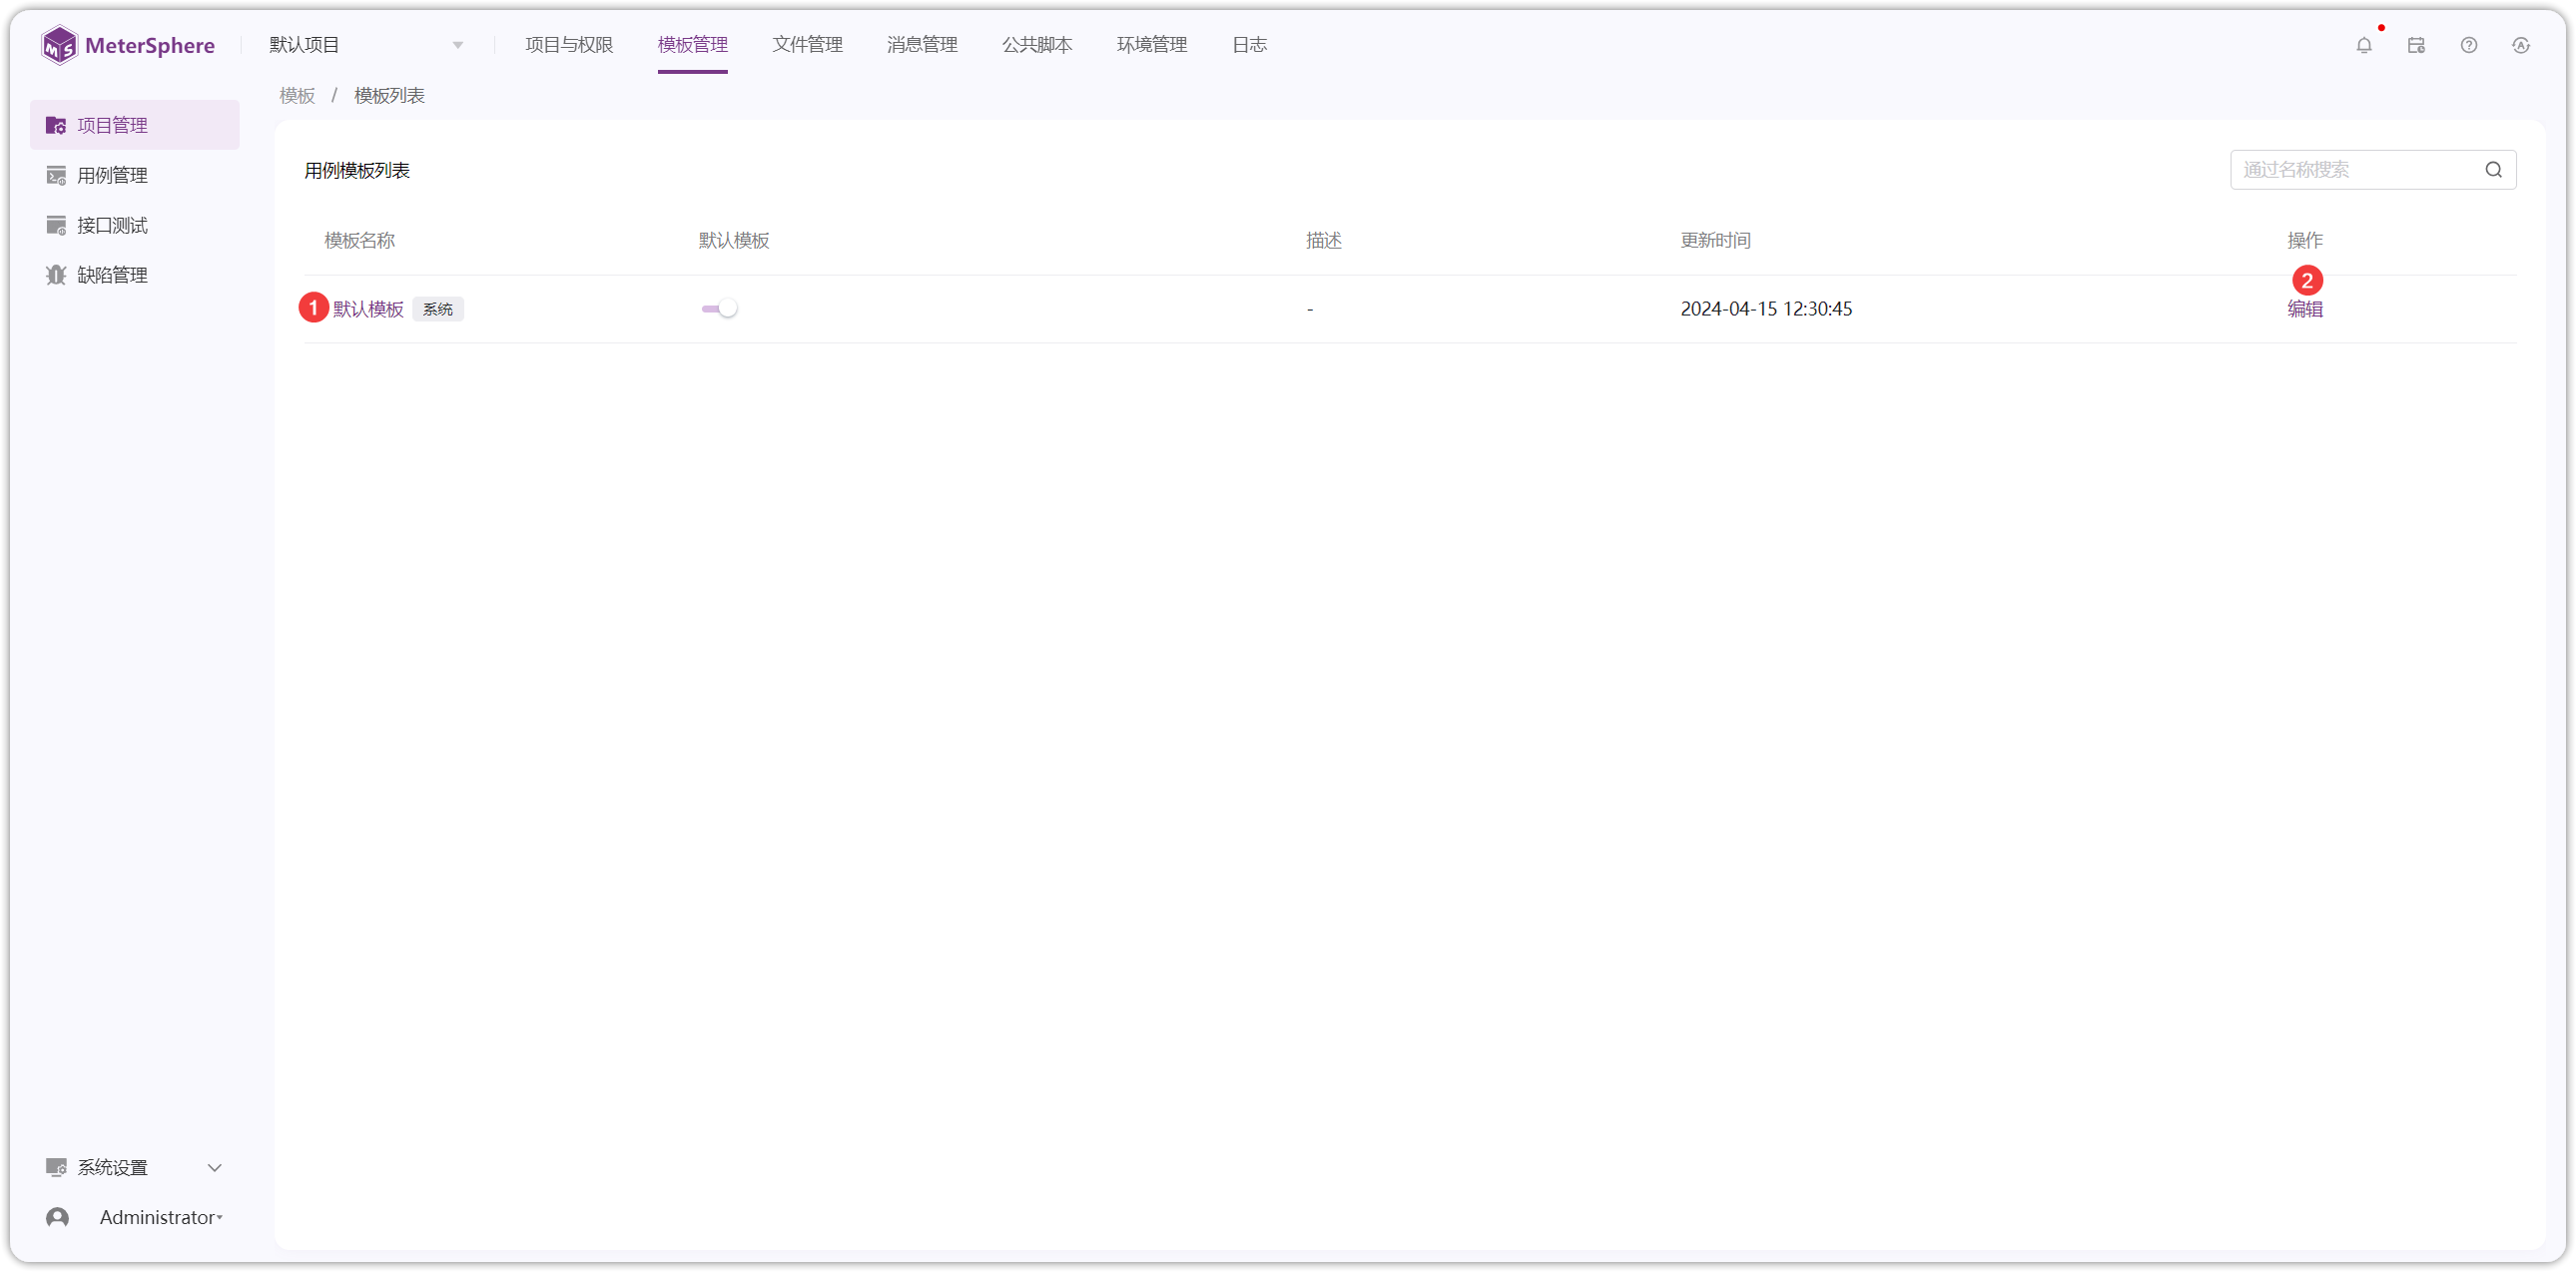 MeterSphere 默认项目 项目与权限 模板管理 文件管理 消息管理 公共脚本 环境管理 日志
模板 / 模板列表
项目管理
用例管理
接口测试
缺陷管理
用例模板列表 通过名称搜索
模板名称 默认模板 描述 更新时间 操作
1 默认模板 系统 - 2024-04-15 12:30:45 2 编辑
系统设置
Administrator